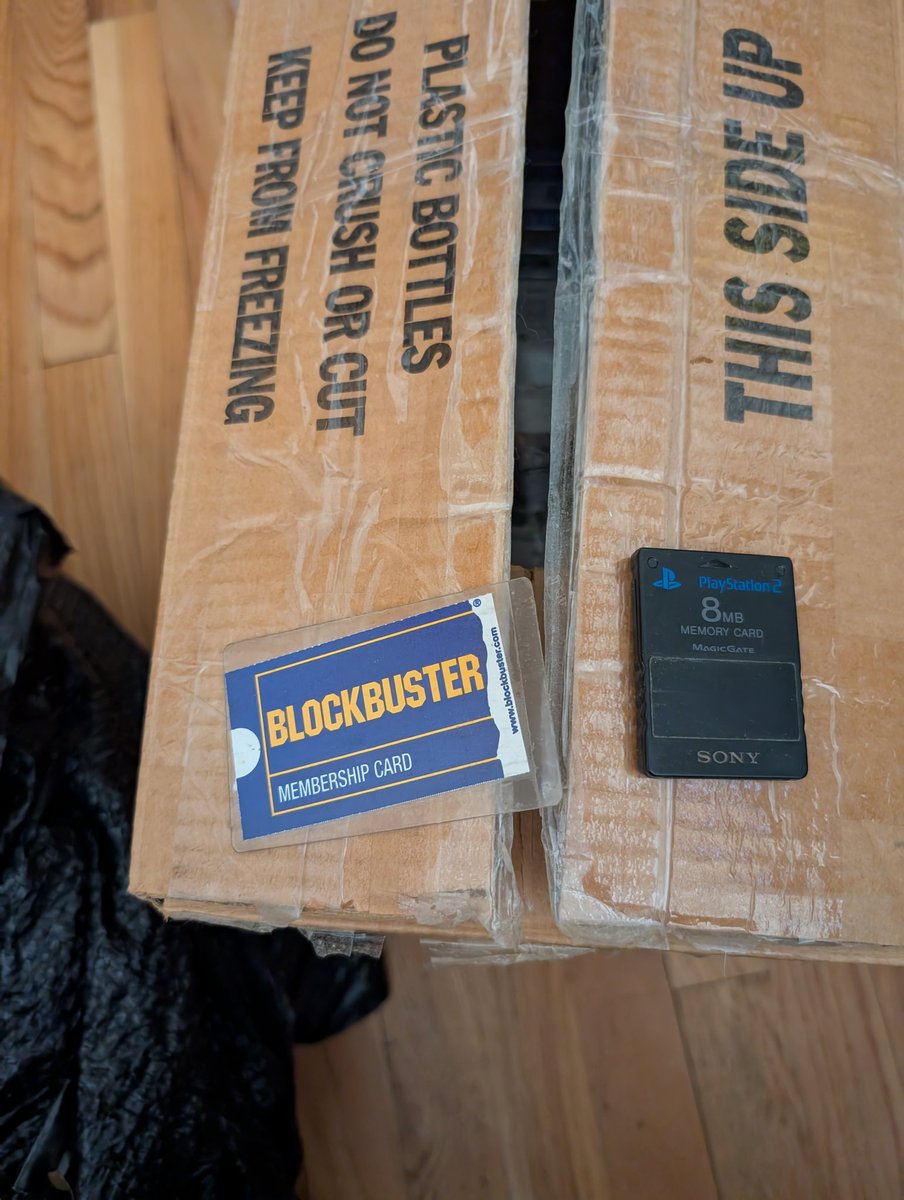 PLASTIC BOTTLES
DO NOT CRUSH OR CUT
KEEP FROM FREEZING
THIS SIDE UP
BLOCKBUSTER®
MEMBERSHIP CARD
www.blockbuster.com
PlayStation 2
8MB
MEMORY CARD
MAGICGATE
SONY